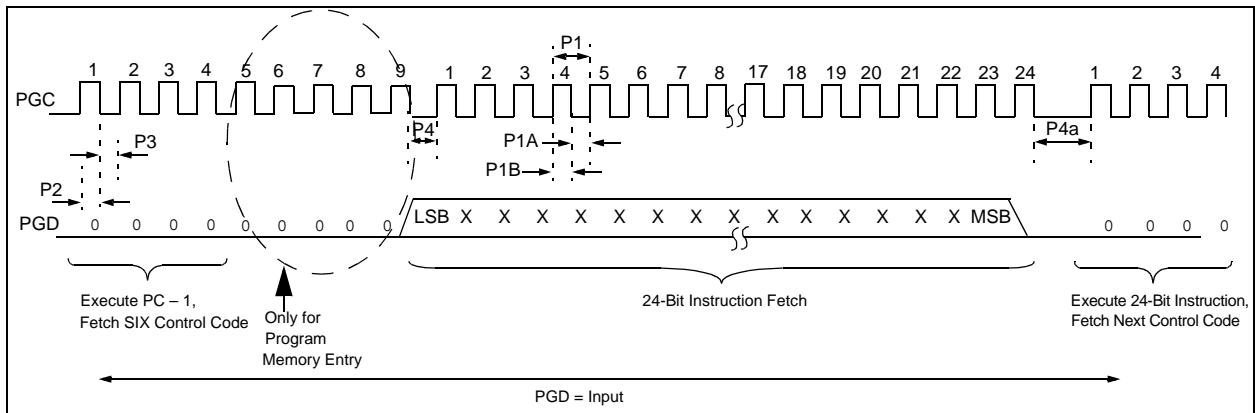 P1
1 2 3 4 5 6 7 8 9 1 2 3 4 5 6 7 8 17 18 19 20 21 22 23 24 1 2 3 4
PGC
P4
P4a
P3
P1A
P1B
P2
PGD
0 0 0 0 0 0 0 0 0 LSB X X X X X X X X X X X X X X MSB 0 0 0 0
Execute PC – 1,
Fetch SIX Control Code
Only for
Program
Memory Entry
24-Bit Instruction Fetch
Execute 24-Bit Instruction,
Fetch Next Control Code
PGD = Input